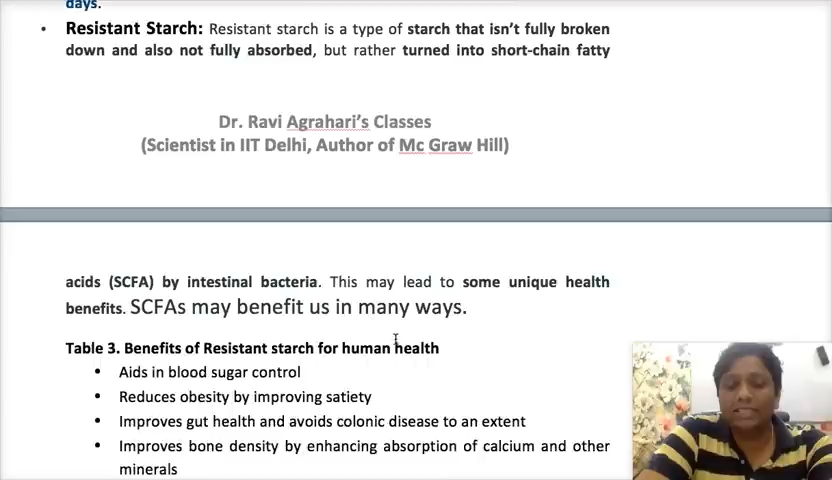 days.
• Resistant Starch: Resistant starch is a type of starch that isn't fully broken
down and also not fully absorbed, but rather turned into short-chain fatty
Dr. Ravi Agrahari's Classes
(Scientist in IIT Delhi, Author of Mc Graw Hill)
acids (SCFA) by intestinal bacteria. This may lead to some unique health
benefits. SCFAs may benefit us in many ways.
Table 3. Benefits of Resistant starch for human health
• Aids in blood sugar control
• Reduces obesity by improving satiety
• Improves gut health and avoids colonic disease to an extent
• Improves bone density by enhancing absorption of calcium and other
minerals